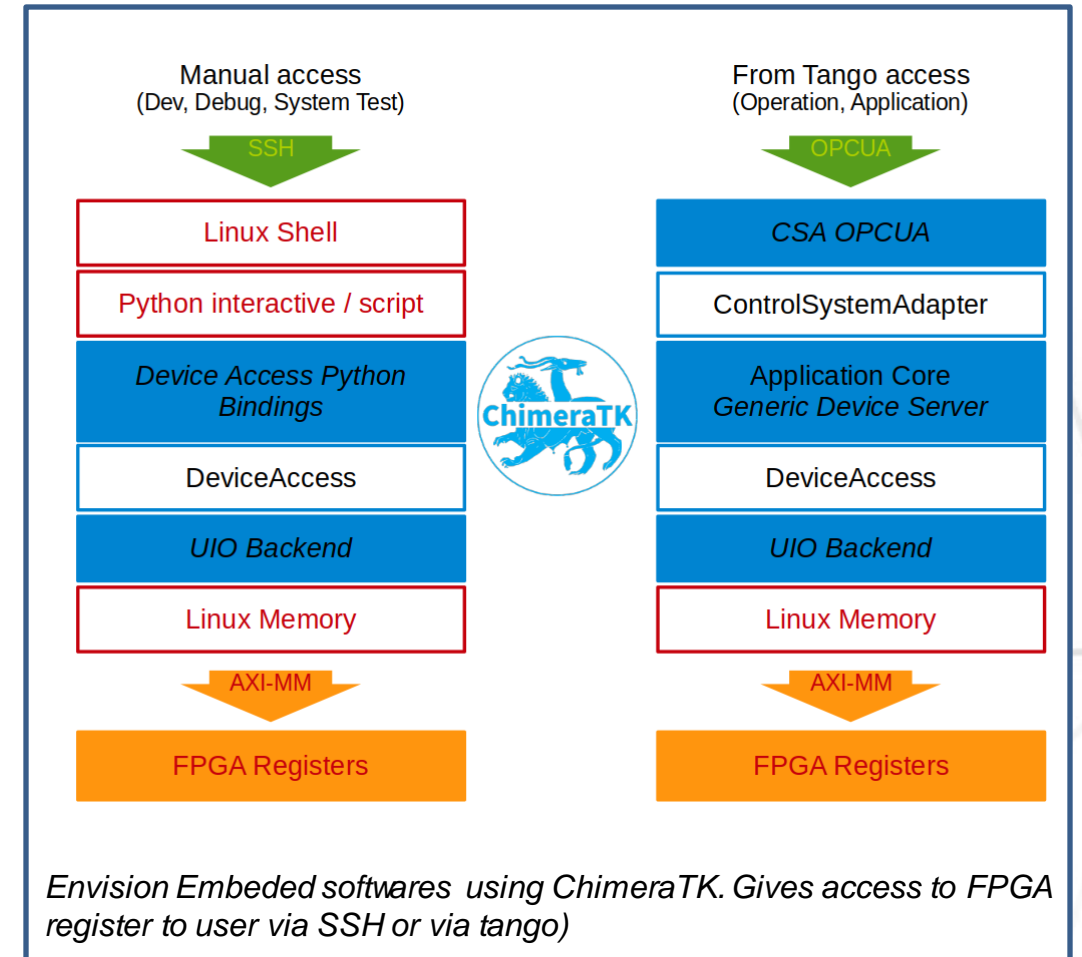 Manual access
(Dev, Debug, System Test)
SSH
Linux Shell
Python interactive / script
Device Access Python
Bindings
DeviceAccess
UIO Backend
Linux Memory
AXI-MM
FPGA Registers
ChimeraTK
From Tango access
(Operation, Application)
OPCUA
CSA OPCUA
ControlSystemAdapter
Application Core
Generic Device Server
DeviceAccess
UIO Backend
Linux Memory
AXI-MM
FPGA Registers
Envision Embeded softwares using ChimeraTK. Gives access to FPGA
register to user via SSH or via tango)